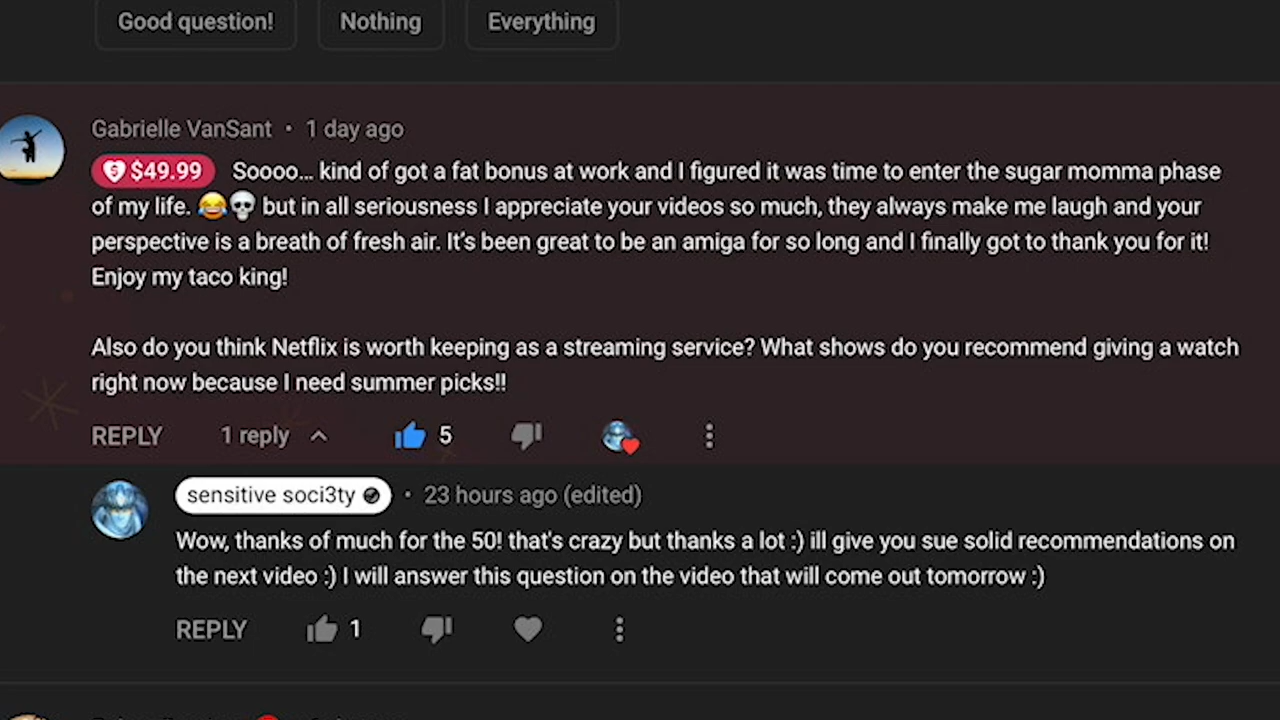 Good question! Nothing Everything
Gabrielle VanSant • 1 day ago
$49.99 Soooo... kind of got a fat bonus at work and I figured it was time to enter the sugar momma phase
of my life. 😂💀 but in all seriousness I appreciate your videos so much, they always make me laugh and your
perspective is a breath of fresh air. It's been great to be an amiga for so long and I finally got to thank you for it!
Enjoy my taco king!
Also do you think Netflix is worth keeping as a streaming service? What shows do you recommend giving a watch
right now because I need summer picks!!
REPLY 1 reply 5
sensitive soci3ty • 23 hours ago (edited)
Wow, thanks of much for the 50! that's crazy but thanks a lot :) ill give you sue solid recommendations on
the next video :) I will answer this question on the video that will come out tomorrow :)
REPLY 1